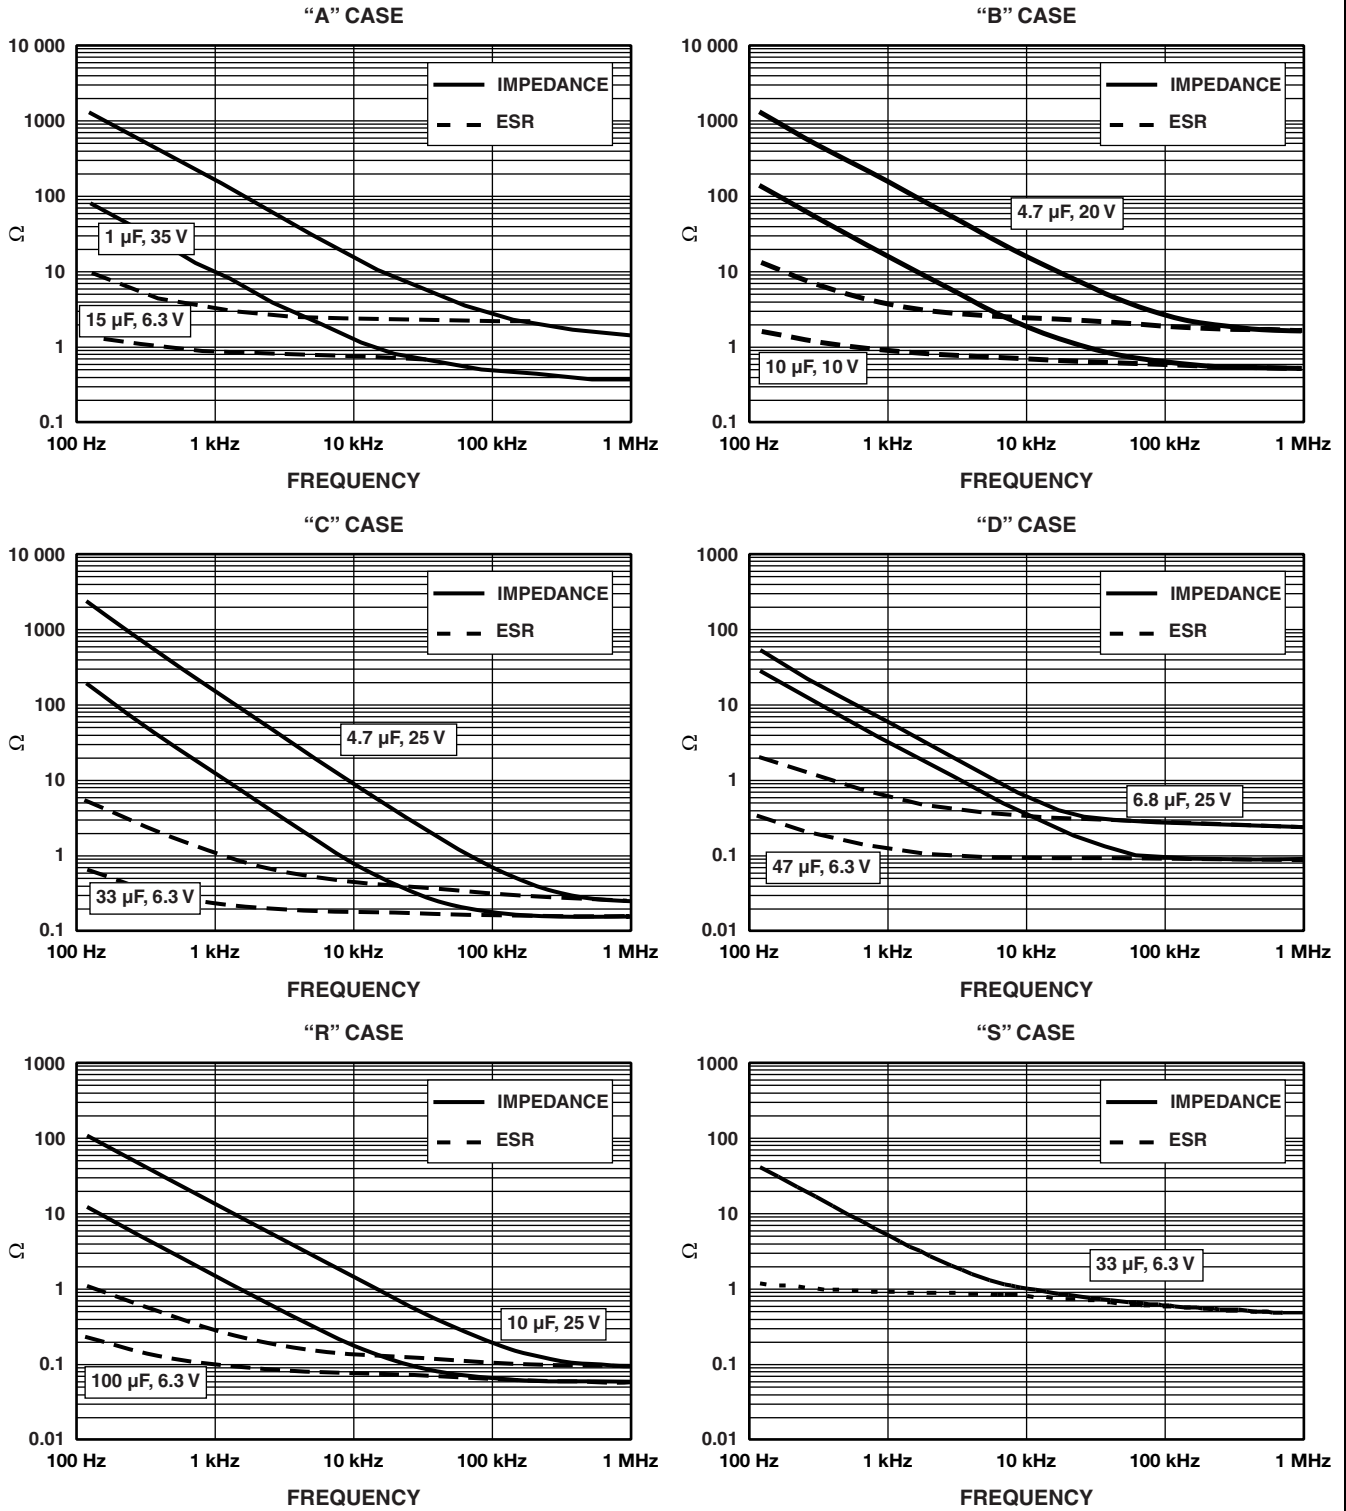 “A” CASE
10 000
1000
100
10
1
0.1
Ω
IMPEDANCE
ESR
1 µF, 35 V
15 µF, 6.3 V
100 Hz 1 kHz 10 kHz 100 kHz 1 MHz
FREQUENCY
“B” CASE
10 000
1000
100
10
1
0.1
Ω
IMPEDANCE
ESR
4.7 µF, 20 V
10 µF, 10 V
100 Hz 1 kHz 10 kHz 100 kHz 1 MHz
FREQUENCY
“C” CASE
10 000
1000
100
10
1
0.1
Ω
IMPEDANCE
ESR
4.7 µF, 25 V
33 µF, 6.3 V
100 Hz 1 kHz 10 kHz 100 kHz 1 MHz
FREQUENCY
“D” CASE
1000
100
10
1
0.1
0.01
Ω
IMPEDANCE
ESR
6.8 µF, 25 V
47 µF, 6.3 V
100 Hz 1 kHz 10 kHz 100 kHz 1 MHz
FREQUENCY
“R” CASE
1000
100
10
1
0.1
0.01
Ω
IMPEDANCE
ESR
10 µF, 25 V
100 µF, 6.3 V
100 Hz 1 kHz 10 kHz 100 kHz 1 MHz
FREQUENCY
“S” CASE
1000
100
10
1
0.1
0.01
Ω
IMPEDANCE
ESR
33 µF, 6.3 V
100 Hz 1 kHz 10 kHz 100 kHz 1 MHz
FREQUENCY